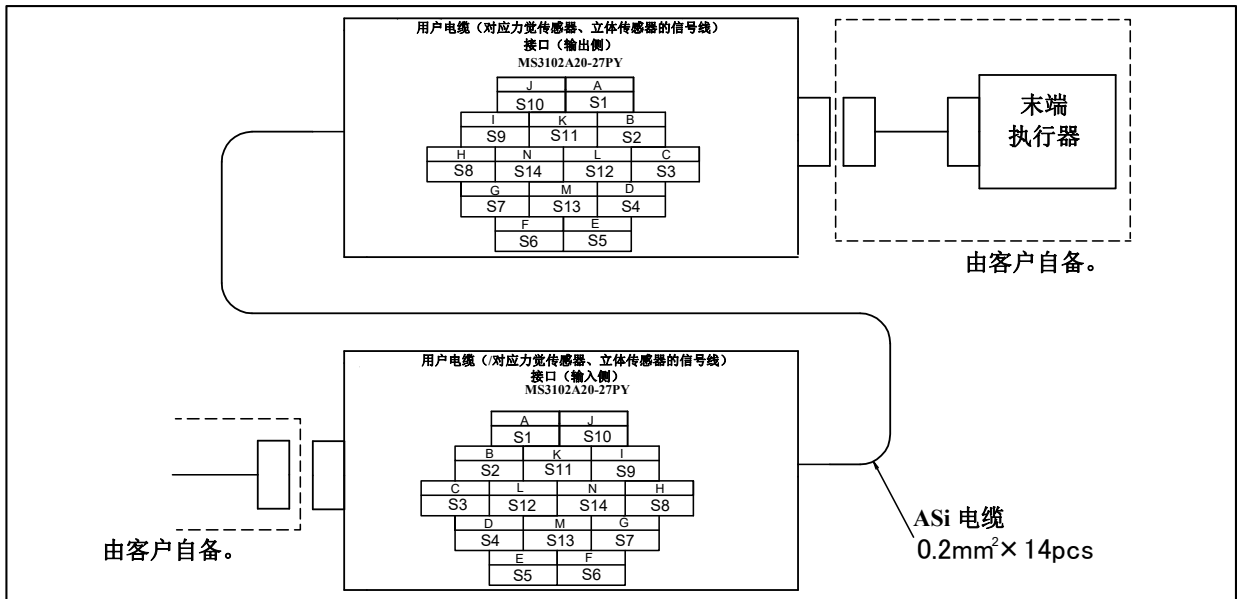 用户电缆（对应力觉传感器、立体传感器的信号线）
接口（输出侧）
MS3102A20-27PY
J A
S10 S1
I K B
S9 S11 S2
H N L C
S8 S14 S12 S3
G M D
S7 S13 S4
F E
S6 S5
末端
执行器
由客户自备。
用户电缆（/对应力觉传感器、立体传感器的信号线）
接口（输入侧）
MS3102A20-27PY
A J
S1 S10
B K I
S2 S11 S9
C L N H
S3 S12 S14 S8
D M G
S4 S13 S7
E F
S5 S6
由客户自备。
ASi 电缆
0.2mm²×14pcs